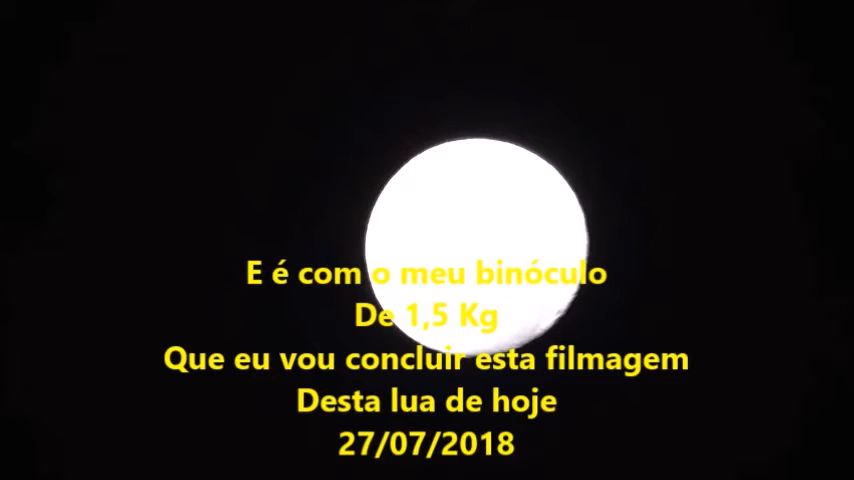 E é com o meu binóculo
De 1,5 Kg
Que eu vou concluir esta filmagem
Desta lua de hoje
27/07/2018